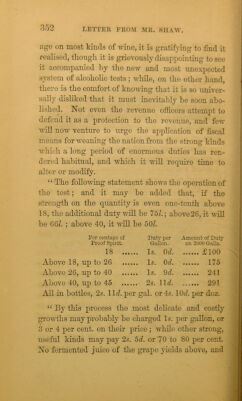 352 LETTER FROM MR. SHAW.
age on most kinds of wine, it is gratifying to find it
realised, though it is grievously disappointing to see
it accompanied by the new and most unexpected
system of alcoholic tests; while, on the other hand,
there is the comfort of knowing that it is so univer-
sally disliked that it must inevitably be soon abo-
lished. Not even the revenue officers attempt to
defend it as a protection to the revenue, and few
will now venture to urge the application of fiscal
means for weaning the nation from the strong kinds
which a long period of enormous duties has ren-
dered habitual, and which it will require time to
alter or modify.
“The following statement shows the operation of
the test; and it may be added that, if the
strength on the quantity is even one-tenth above
18, the additional duty will be 75l.; above 26, it will
be 66l.; above 40, it will be 50l.
Per centage of Proof Spirit. Duty per Gallon. Amount of Duty on 2000 Galls.
18 ...... 1s. 0d. ...... £100
Above 18, up to 26 ...... 1s. 9d. ...... 175
Above 26, up to 40 ...... 2s. 5d. ...... 241
Above 40, up to 45 ...... 2s. 11d. ...... 291
All in bottles, 2s. 11d. per gal. or 4s. 10d. per doz.
“By this process the most delicate and costly
growths may probably be charged 1s. per gallon, or
3 or 4 per cent. on their price; while other strong,
useful kinds may pay 2s. 5d. or 70 to 80 per cent.
No fermented juice of the grape yields above, and